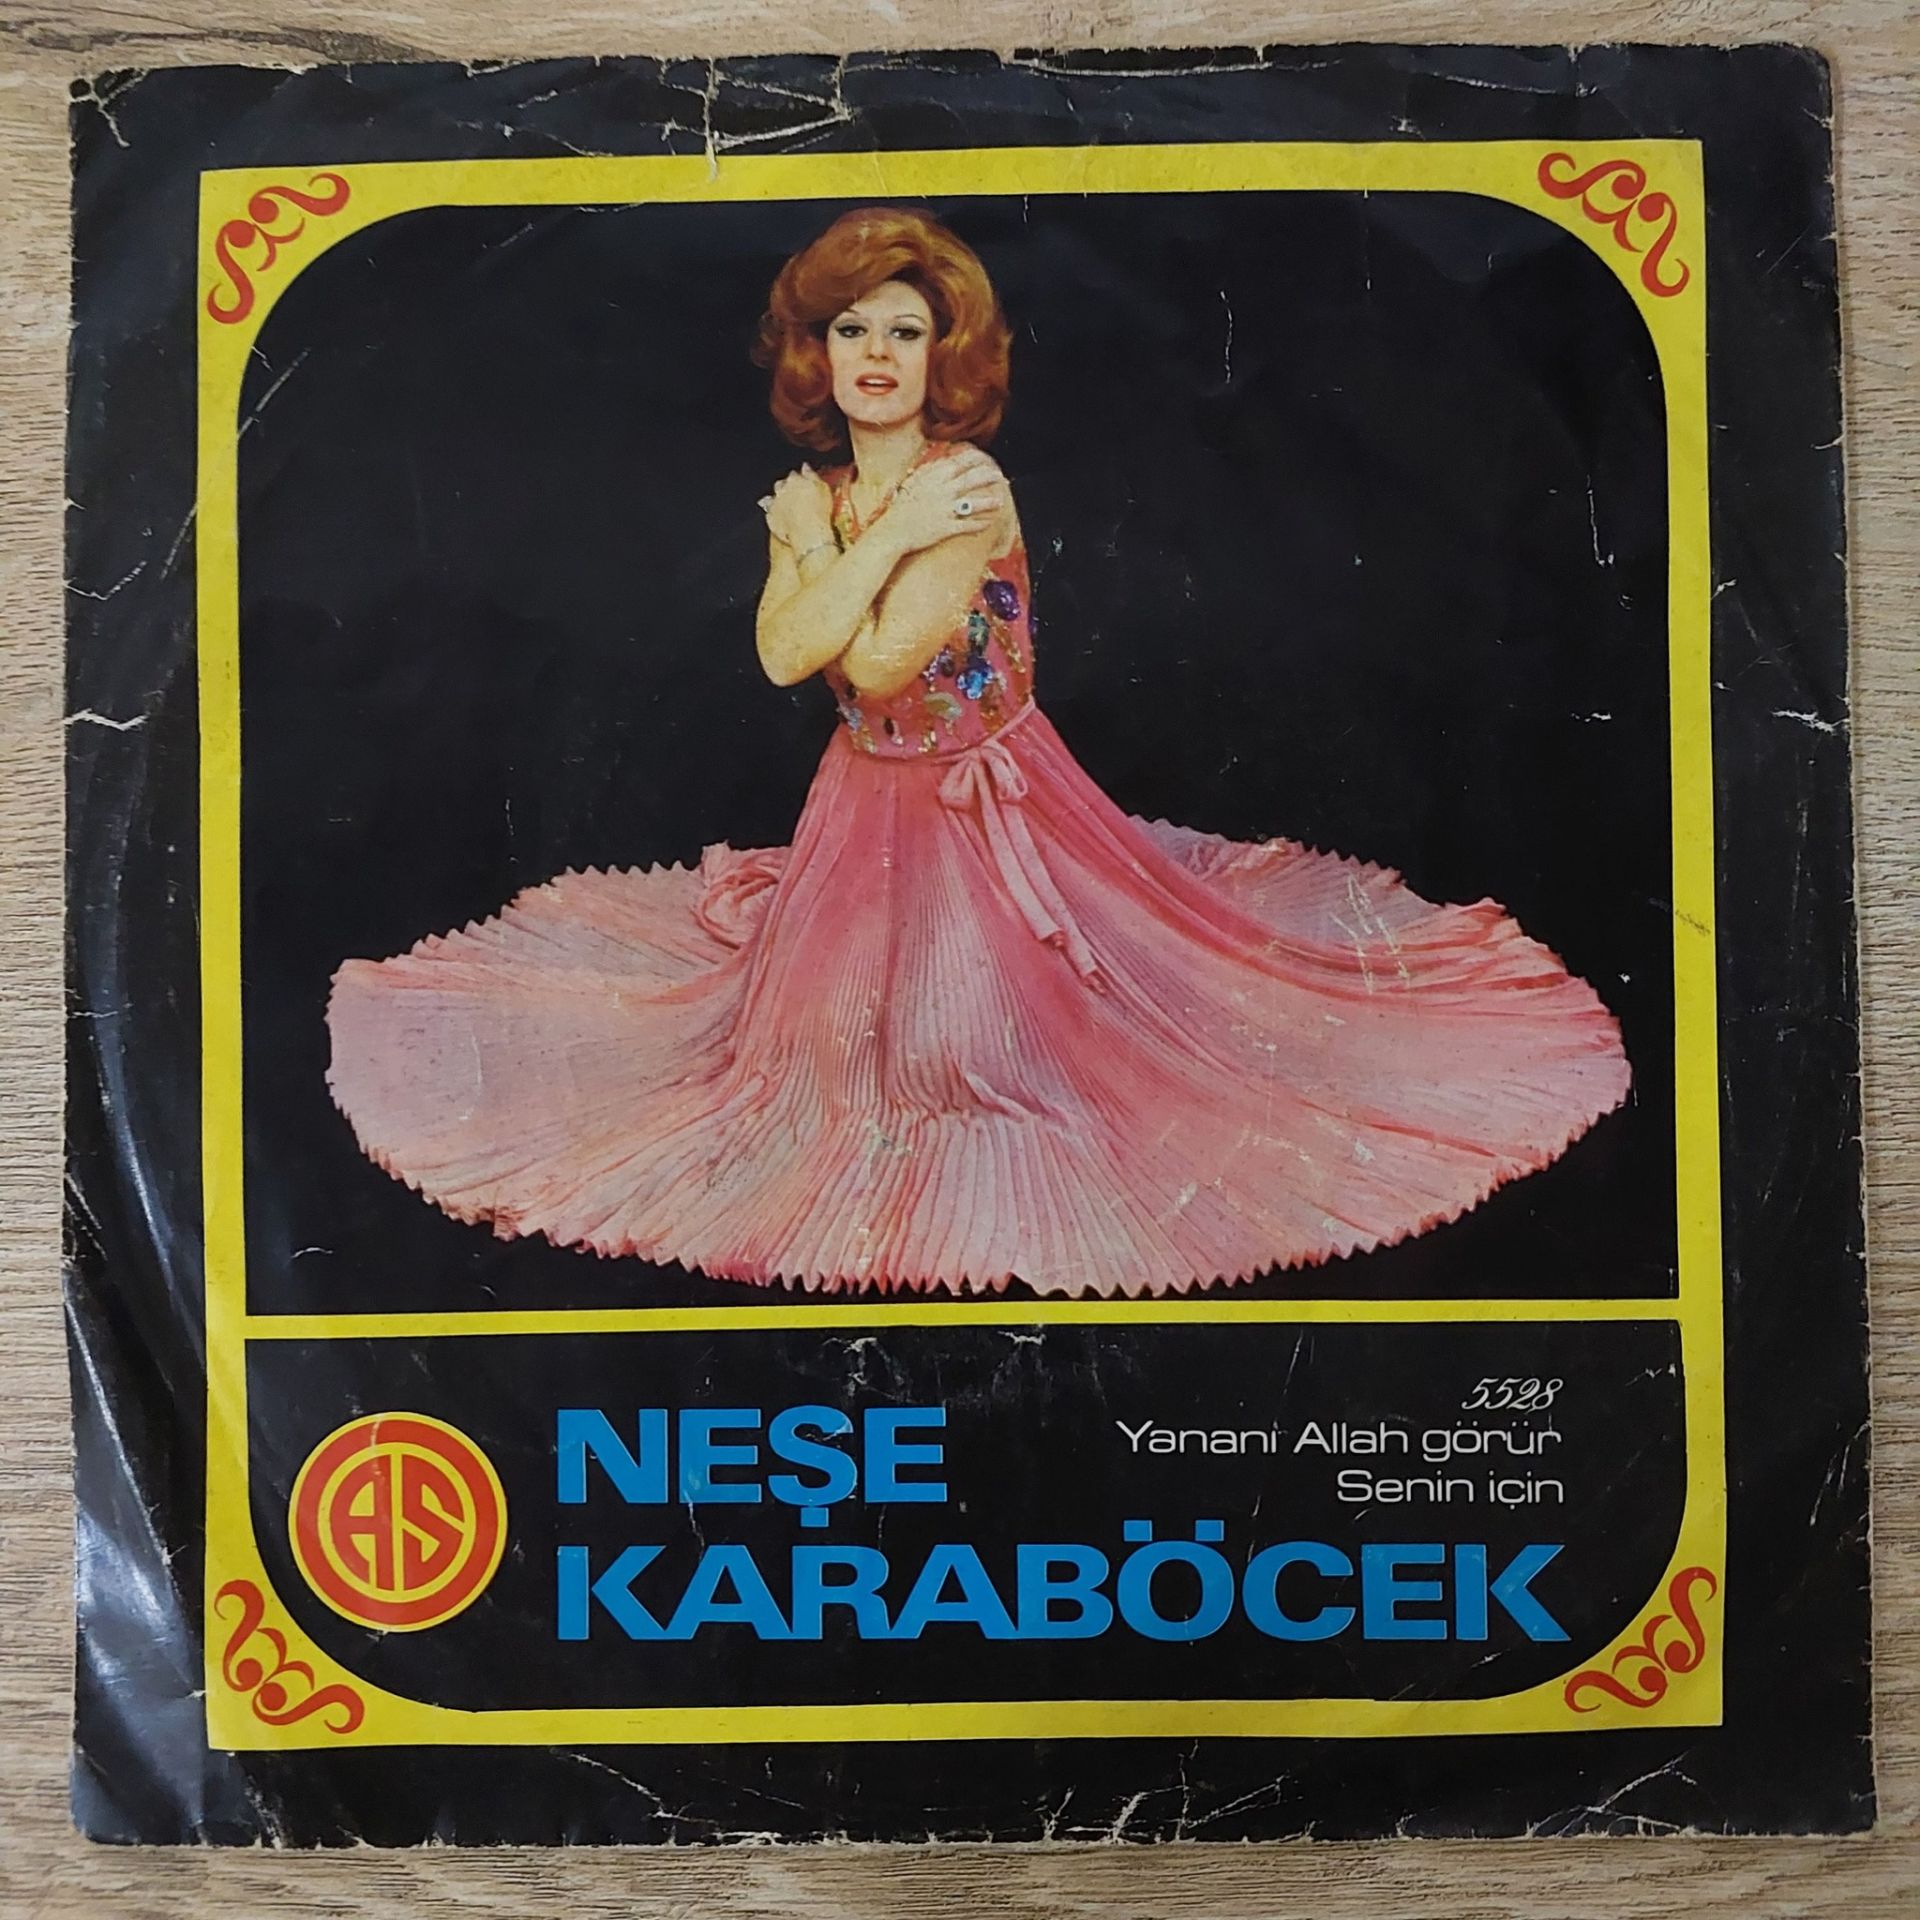 5528
Yananı Allah görür
Senin için
AS
NEŞE
KARABÖCEK